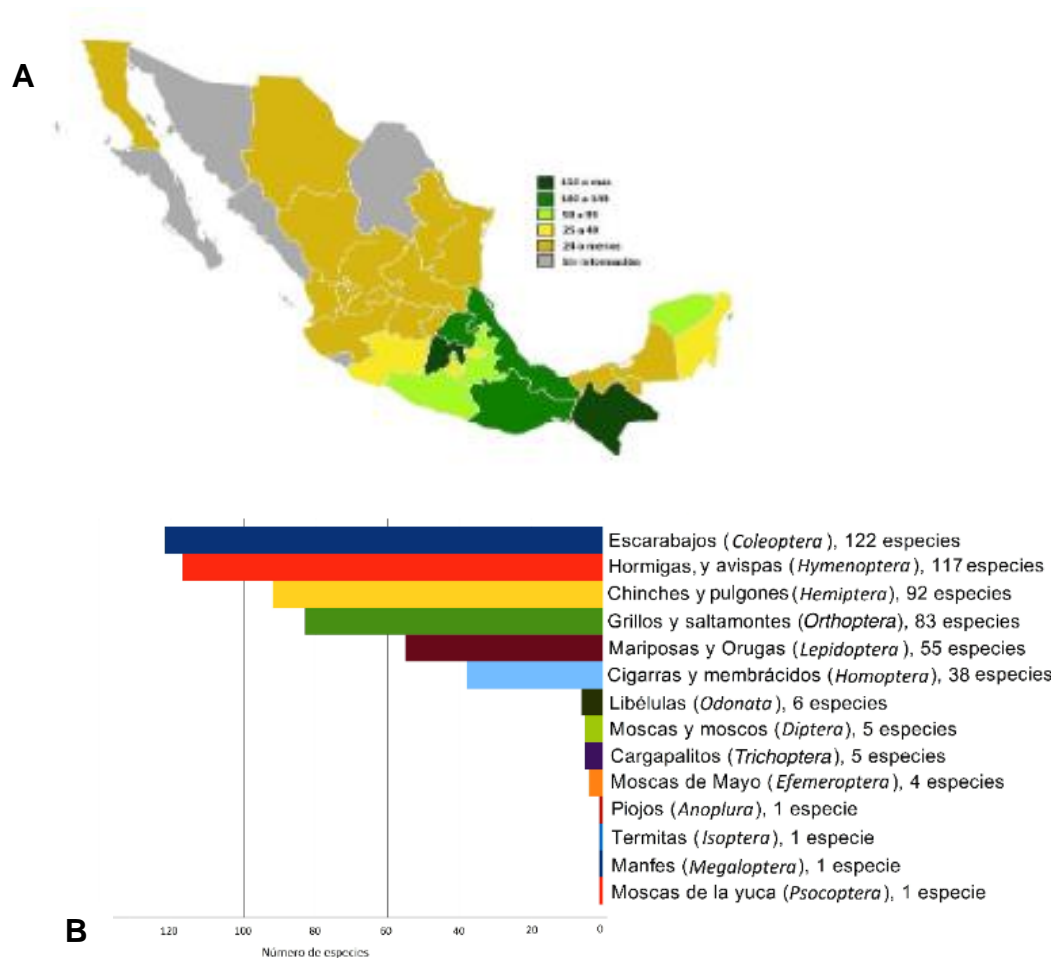 A
150 o más
100 a 149
50 a 99
25 a 49
24 o menos
Sin información
Escarabajos (Coleoptera), 122 especies
Hormigas, y avispas (Hymenoptera), 117 especies
Chinches y pulgones (Hemiptera), 92 especies
Grillos y saltamontes (Orthoptera), 83 especies
Mariposas y Orugas (Lepidoptera), 55 especies
Cigarras y membrácidos (Homoptera), 38 especies
Libélulas (Odonata), 6 especies
Moscas y moscos (Diptera), 5 especies
Cargapalitos (Trichoptera), 5 especies
Moscas de Mayo (Efemeroptera), 4 especies
Piojos (Anoplura), 1 especie
Termitas (Isoptera), 1 especie
Manfes (Megaloptera), 1 especie
Moscas de la yuca (Psocoptera), 1 especie
B
120 100 80 60 40 20 0
Número de especies